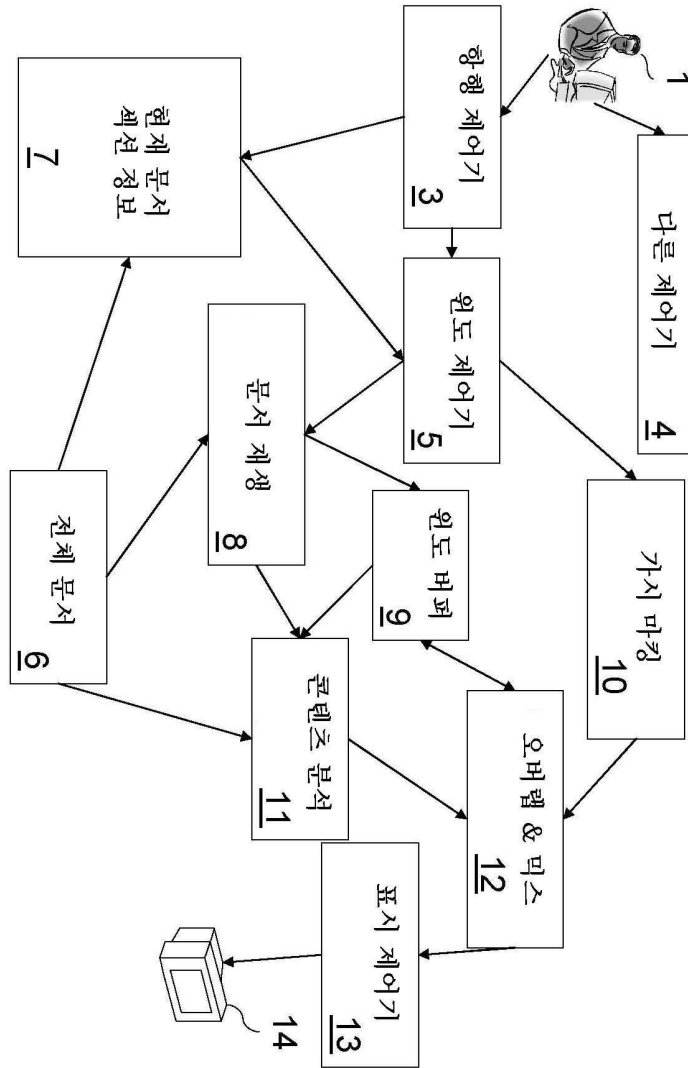 1
항행 제어기
3
다른 제어기
4
윈도 제어기
5
전체 문서
6
현재 문서
섹션 정보
7
문서 재생
8
윈도 버퍼
9
가시 마킹
10
콘텐츠 분석
11
오버랩 & 믹스
12
표시 제어기
13
14